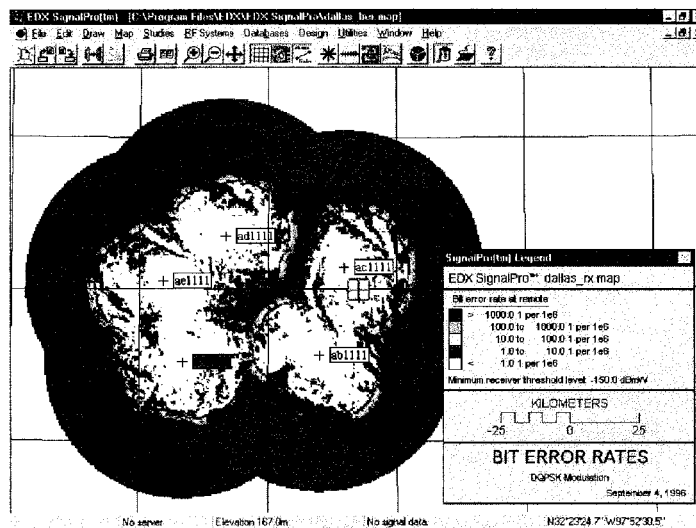 EDX SignalPro[tm] - [C:\Program Files\EDX\EDX SignalPro\dallas_ber.map]
File Edit Draw Map Studies RF Systems Databases Design Utilities Window Help
ad1111
ac1111
ae1111
ab1111
SignalPro[tm] Legend
EDX SignalPro™ dallas_rx map
Bit error rate at remote
> 1000.0 1 per 1e6
100.0 to 1000.0 1 per 1e6
10.0 to 100.0 1 per 1e6
1.0 to 10.0 1 per 1e6
< 1.0 1 per 1e6
Minimum receiver threshold level: -150.0 dBmW
KILOMETERS
-25 0 25
BIT ERROR RATES
DQPSK Modulation
September 4, 1996
No server Elevation 167.0m No signal data N32°23'24.7" W97°52'30.5"